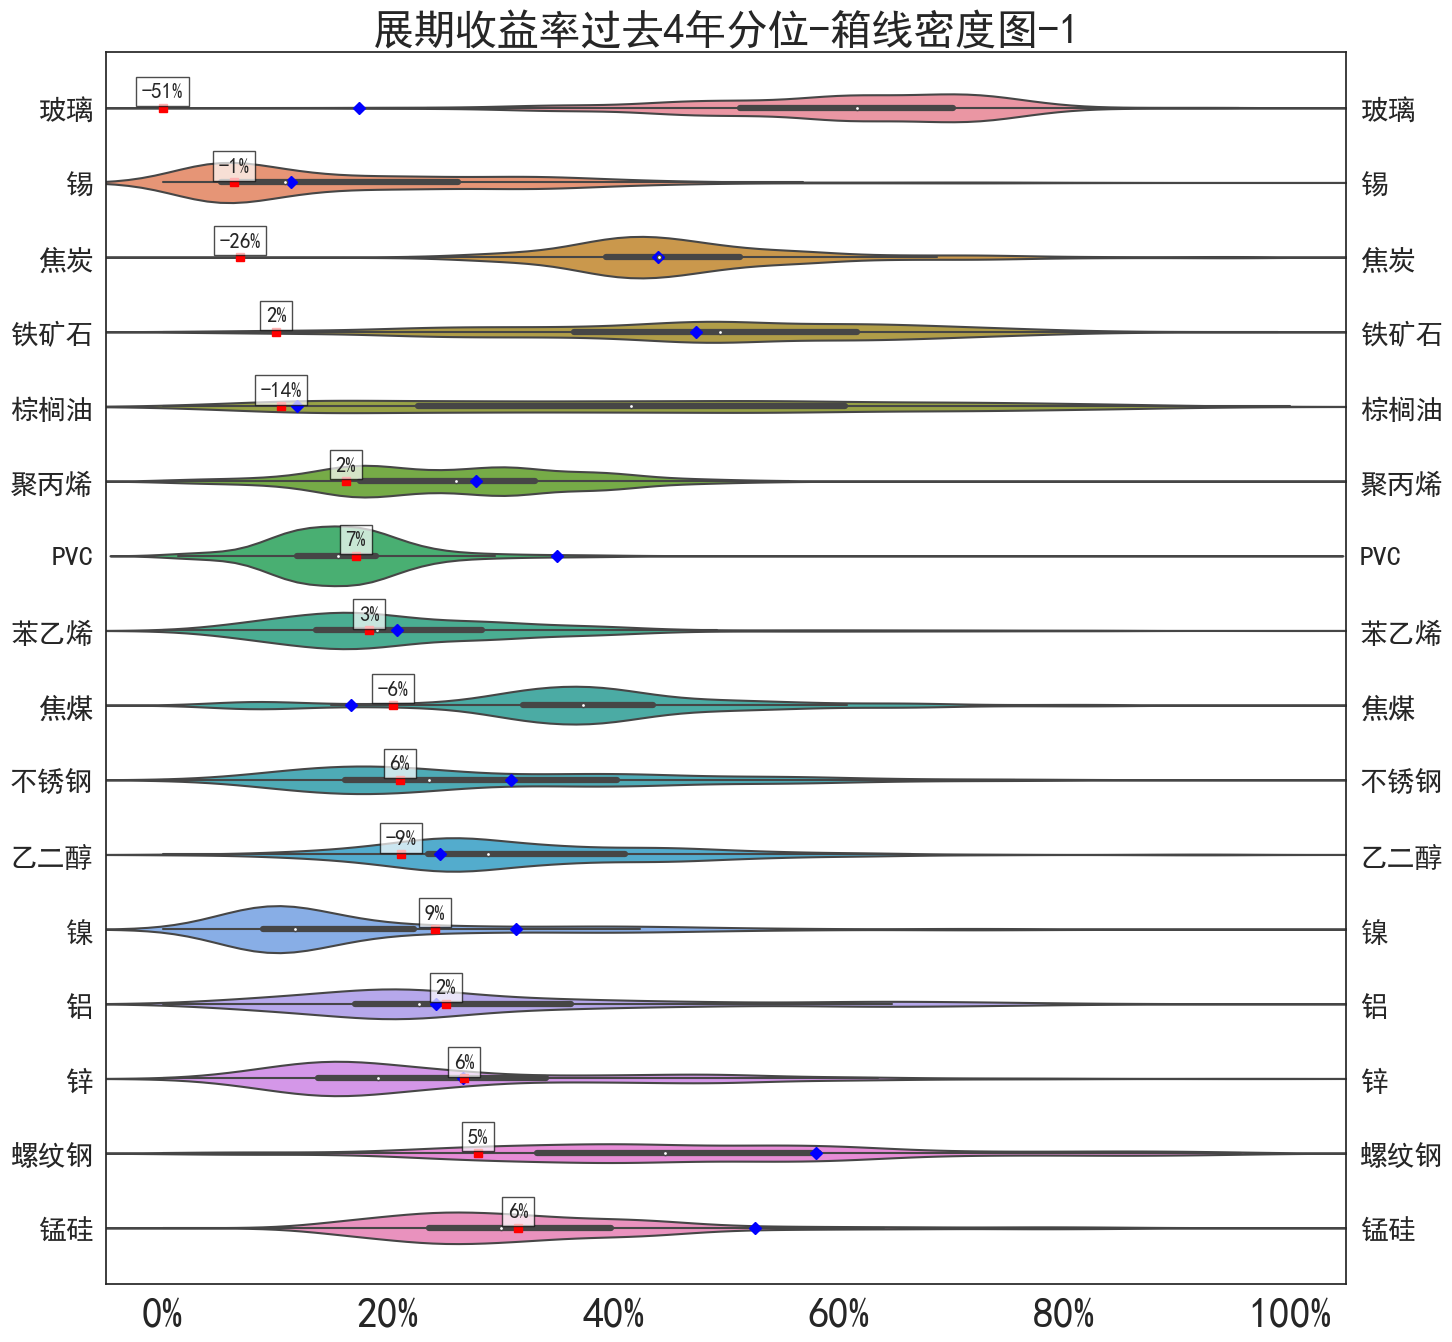 展期收益率过去4年分位-箱线密度图-1
玻璃 -51% 玻璃
锡 -1% 锡
焦炭 -26% 焦炭
铁矿石 2% 铁矿石
棕榈油 -14% 棕榈油
聚丙烯 2% 聚丙烯
PVC 7% PVC
苯乙烯 3% 苯乙烯
焦煤 -6% 焦煤
不锈钢 6% 不锈钢
乙二醇 -9% 乙二醇
镍 9% 镍
铝 2% 铝
锌 6% 锌
螺纹钢 5% 螺纹钢
锰硅 6% 锰硅
0% 20% 40% 60% 80% 100%